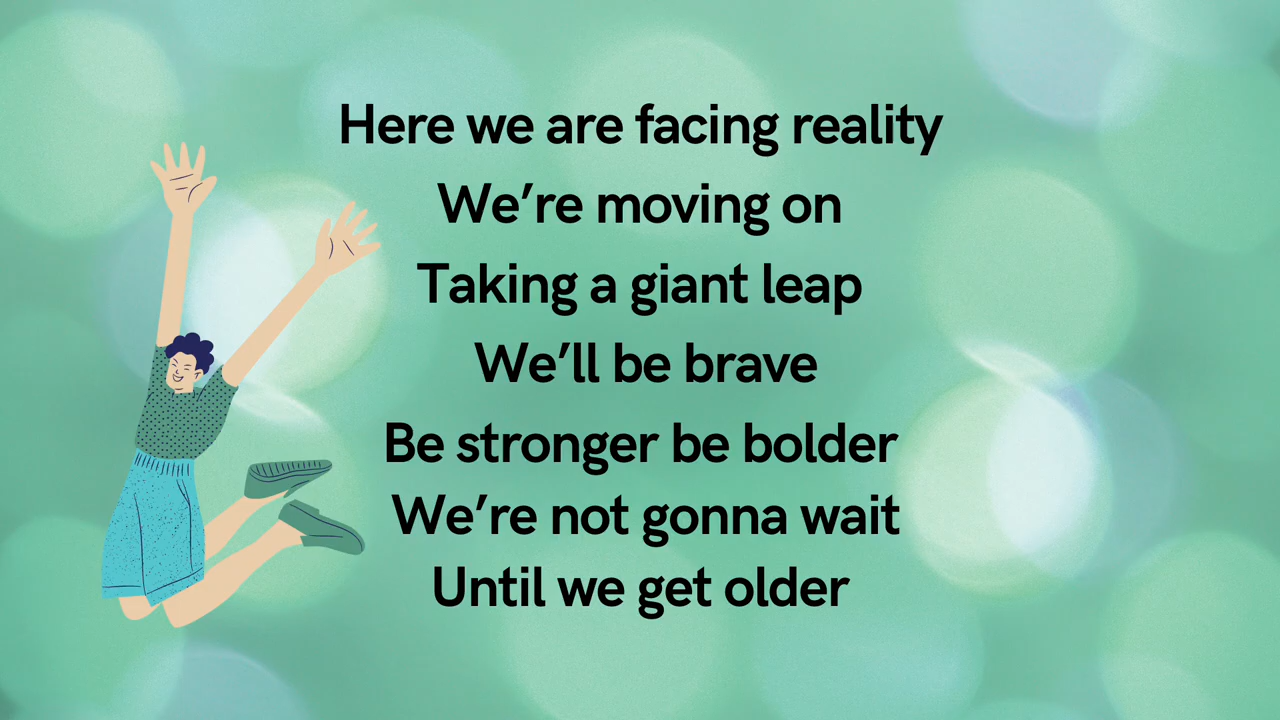 Here we are facing reality
We’re moving on
Taking a giant leap
We’ll be brave
Be stronger be bolder
We’re not gonna wait
Until we get older